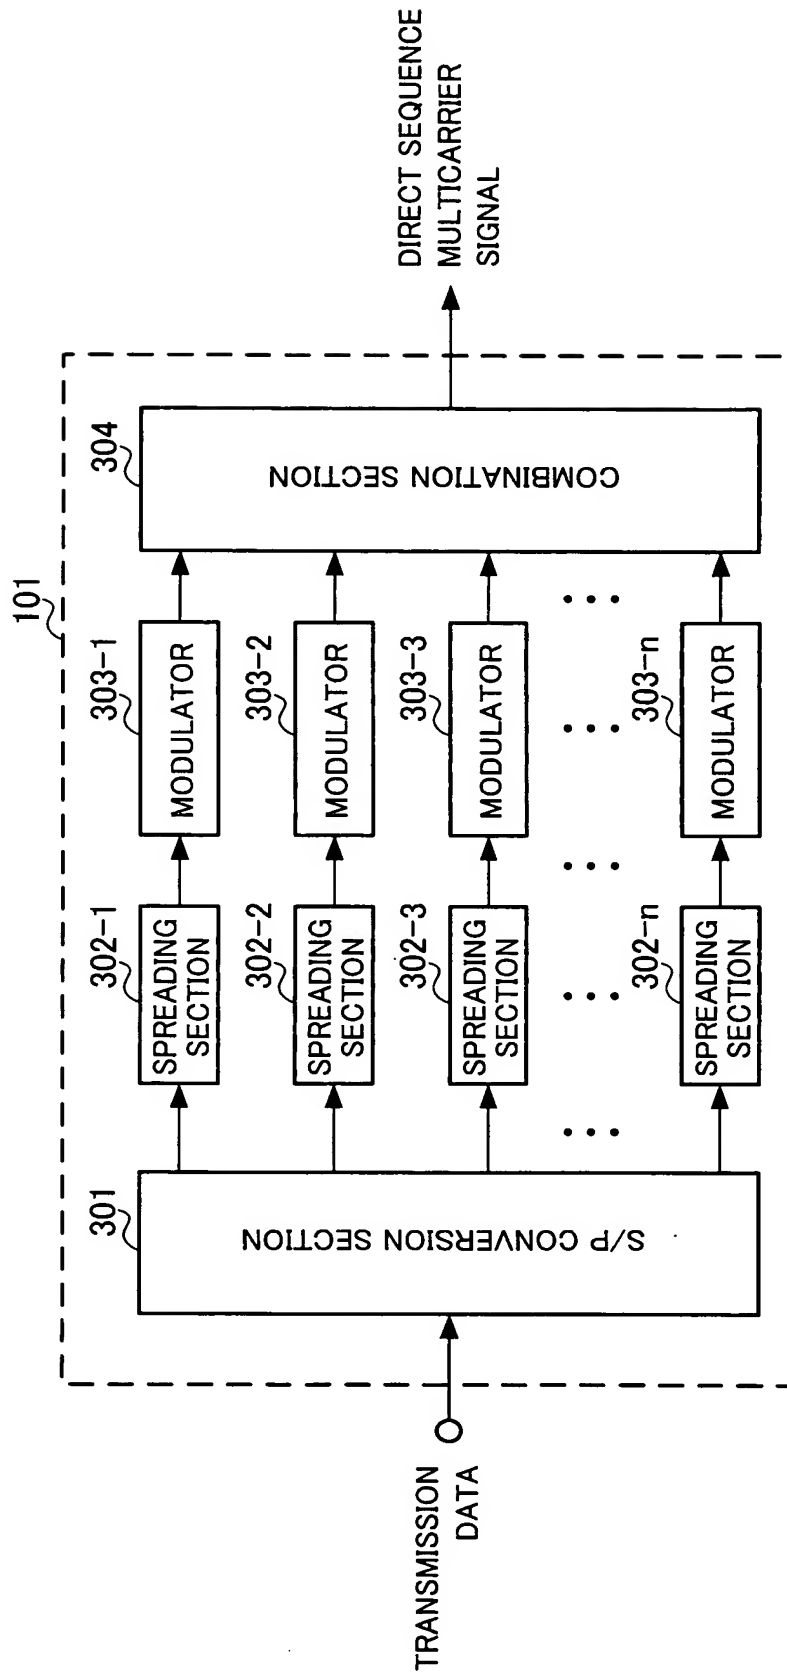 101
301
302-1
303-1
304
S/P CONVERSION SECTION
SPREADING
SECTION
MODULATOR
COMBINATION SECTION
302-2
303-2
SPREADING
SECTION
MODULATOR
302-3
303-3
SPREADING
SECTION
MODULATOR
302-n
303-n
SPREADING
SECTION
MODULATOR
TRANSMISSION
DATA
DIRECT SEQUENCE
MULTICARRIER
SIGNAL